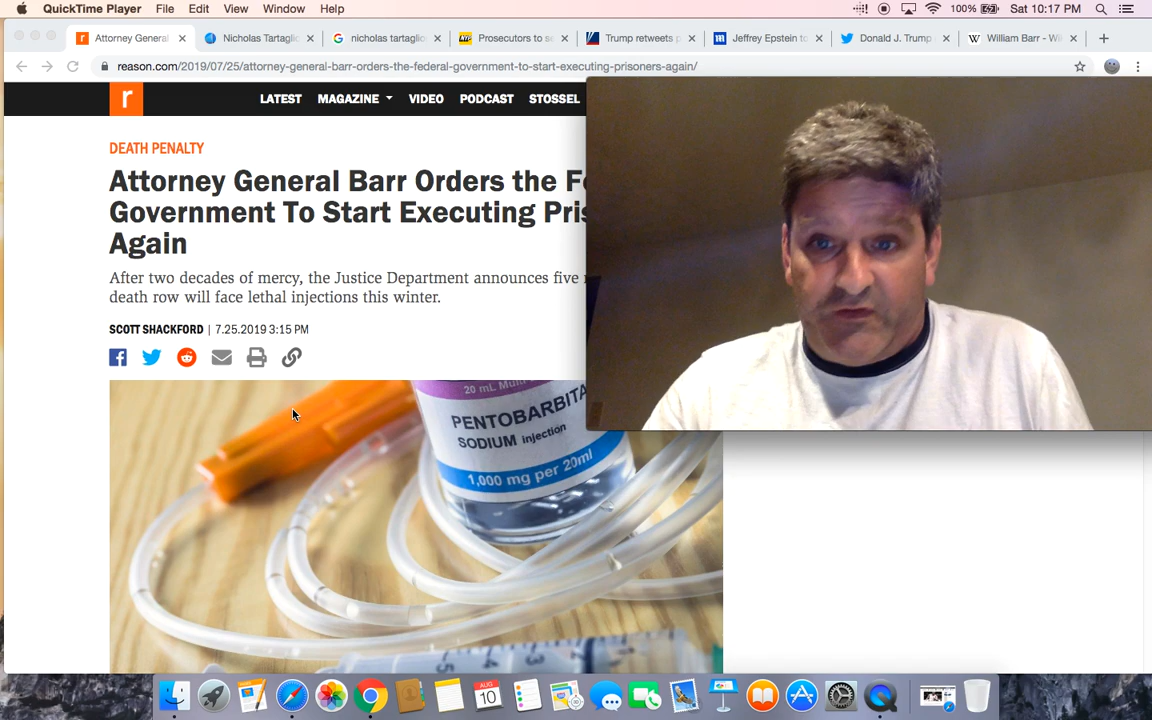 QuickTime Player File Edit View Window Help 100% Sat 10:17 PM
Attorney General Nicholas Tartagli nicholas tartaglio Prosecutors to Trump retweets Jeffrey Epstein Donald J. Trump William Barr - Wi
reason.com/2019/07/25/attorney-general-barr-orders-the-federal-government-to-start-executing-prisoners-again/
r LATEST MAGAZINE VIDEO PODCAST STOSSEL
DEATH PENALTY
Attorney General Barr Orders the Fe
Government To Start Executing Pris
Again
After two decades of mercy, the Justice Department announces five
death row will face lethal injections this winter.
SCOTT SHACKFORD | 7.25.2019 3:15 PM
20 mL Mult
PENTOBARBITA
SODIUM injection
1,000 mg per 20ml
AUG
10